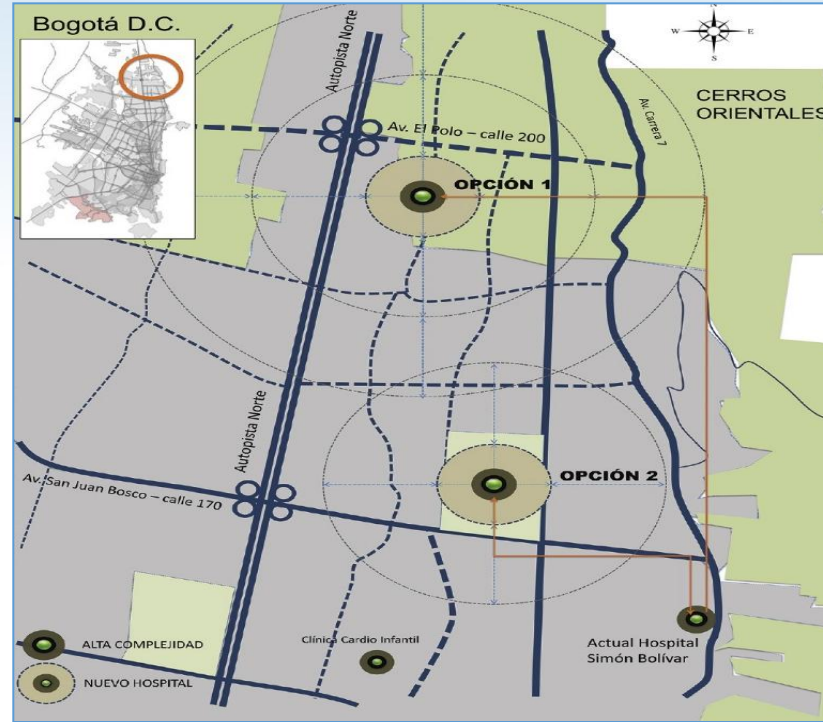 Bogotá D.C.
N
W
E
S
Autopista Norte
Av. El Polo – calle 200
Av. Carrera 7
CERROS
ORIENTALES
OPCIÓN 1
Autopista Norte
OPCIÓN 2
Av. San Juan Bosco – calle 170
ALTA COMPLEJIDAD
Clínica Cardio Infantil
Actual Hospital
Simón Bolívar
NUEVO HOSPITAL